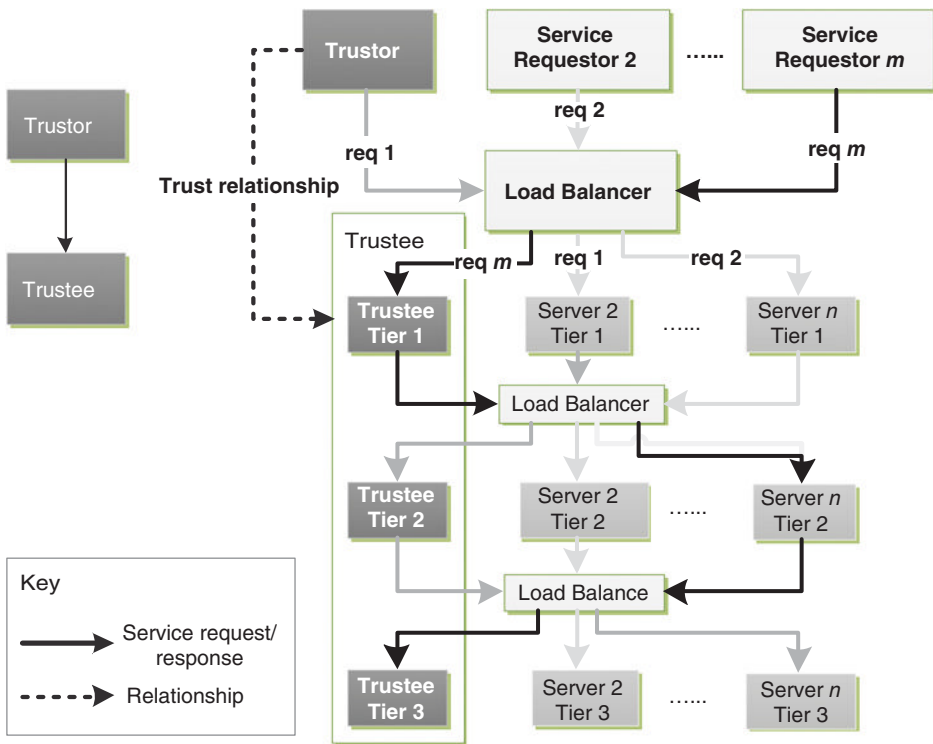 Trustor
Service
Requestor 2
......
Service
Requestor m
Trustor
req 1
req 2
req m
Trust relationship
Load Balancer
Trustee
Trustee
req m
req 1
req 2
Trustee
Tier 1
Server 2
Tier 1
......
Server n
Tier 1
Load Balancer
Trustee
Tier 2
Server 2
Tier 2
......
Server n
Tier 2
Key
Service request/
response
Relationship
Load Balance
Trustee
Tier 3
Server 2
Tier 3
......
Server n
Tier 3